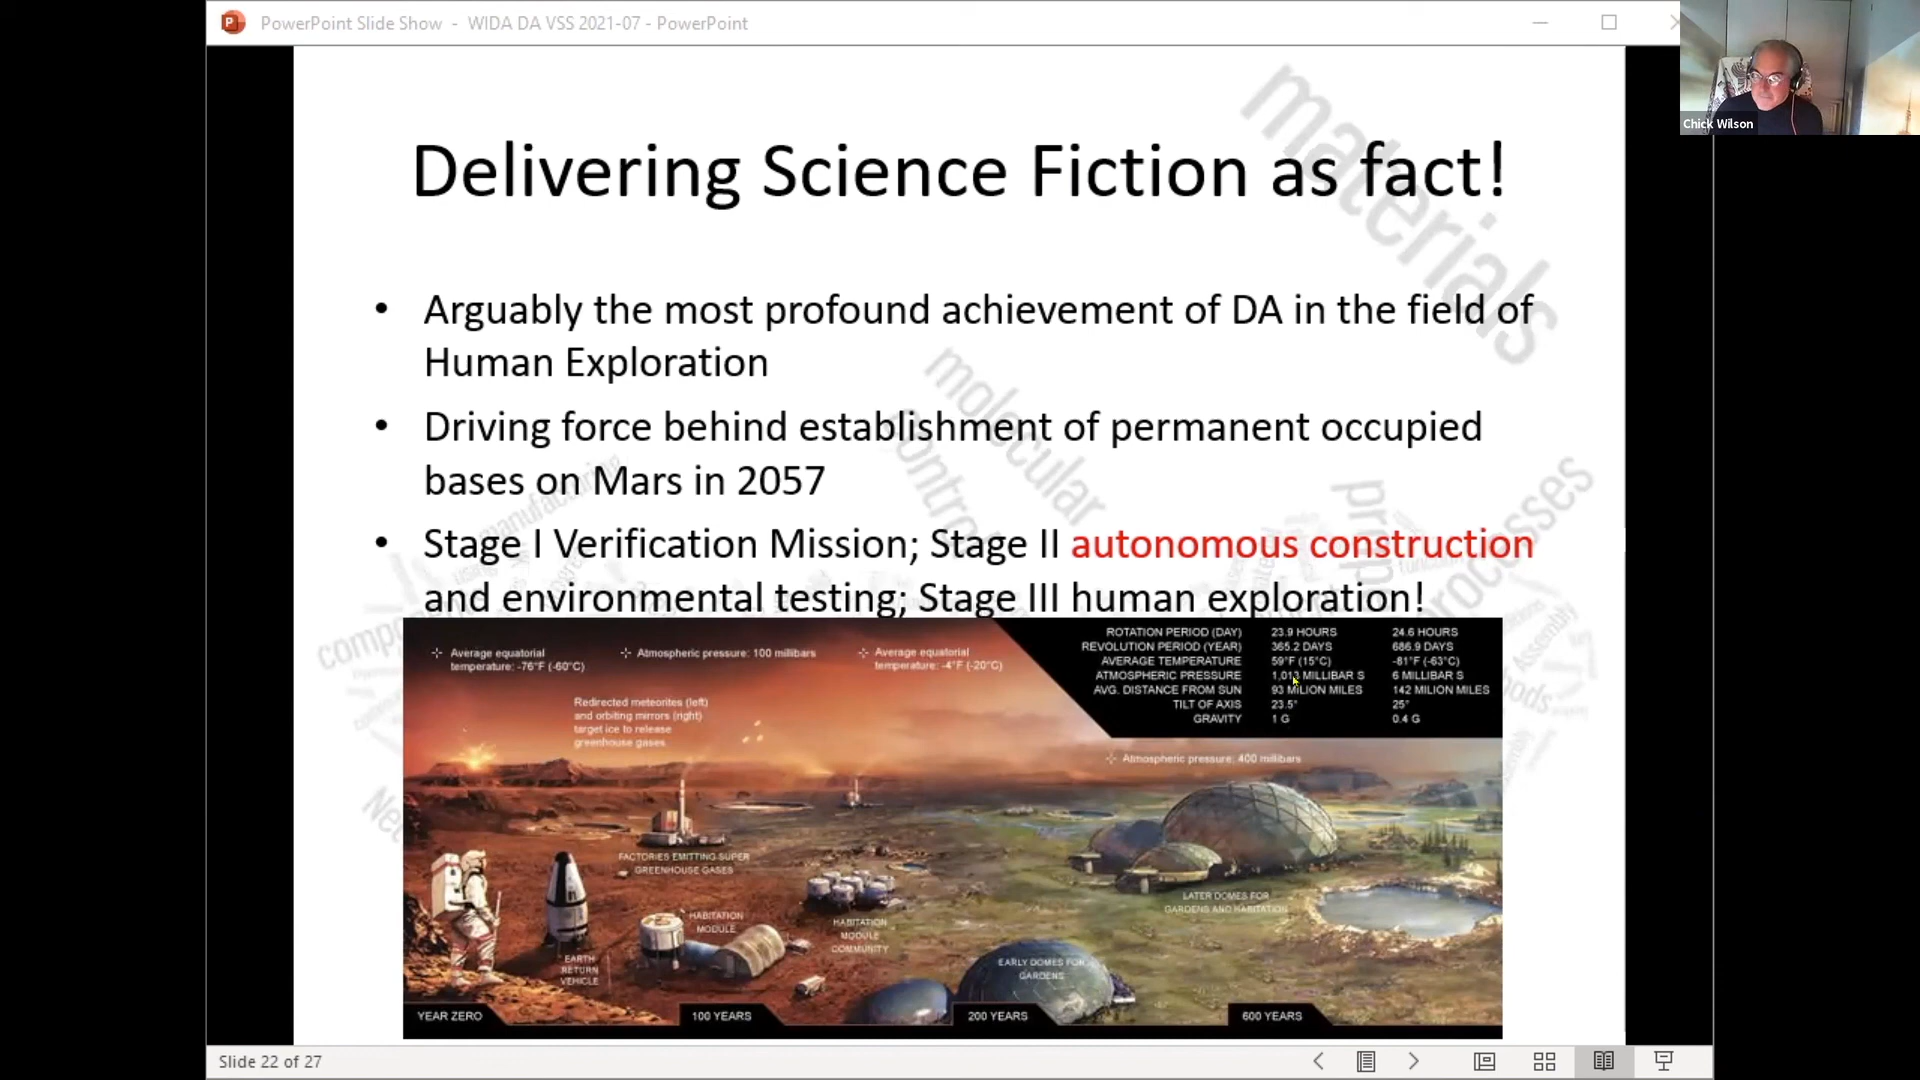 PowerPoint Slide Show - WIDA DA VSS 2021-07 - PowerPoint
Chick Wilson
materials
Delivering Science Fiction as fact!
• Arguably the most profound achievement of DA in the field of
Human Exploration
molecular
control
• Driving force behind establishment of permanent occupied
bases on Mars in 2057
manufacturing
processes
• Stage I Verification Mission; Stage II autonomous construction
and environmental testing; Stage III human exploration!
Assembly
Average equatorial
temperature: -76°F (-60°C)
Atmospheric pressure: 100 millibars
Average equatorial
temperature: -4°F (-20°C)
ROTATION PERIOD (DAY) 23.9 HOURS 24.6 HOURS
REVOLUTION PERIOD (YEAR) 365.2 DAYS 686.9 DAYS
AVERAGE TEMPERATURE 59°F (15°C) -81°F (-63°C)
ATMOSPHERIC PRESSURE 1,013 MILLIBAR S 6 MILLIBAR S
AVG. DISTANCE FROM SUN 93 MILION MILES 142 MILION MILES
TILT OF AXIS 23.5° 25°
GRAVITY 1 G 0.4 G
Redirected meteorites (left)
and orbiting mirrors (right)
target ice to release
greenhouse gases
Atmospheric pressure: 400 millibars
FACTORIES EMITTING SUPER
GREENHOUSE GASES
HABITATION
MODULE
HABITATION
MODULE
COMMUNITY
LATER DOMES FOR
GARDENS AND HABITATION
EARTH
RETURN
VEHICLE
EARLY DOMES FOR
GARDENS
YEAR ZERO
100 YEARS
200 YEARS
600 YEARS
Slide 22 of 27